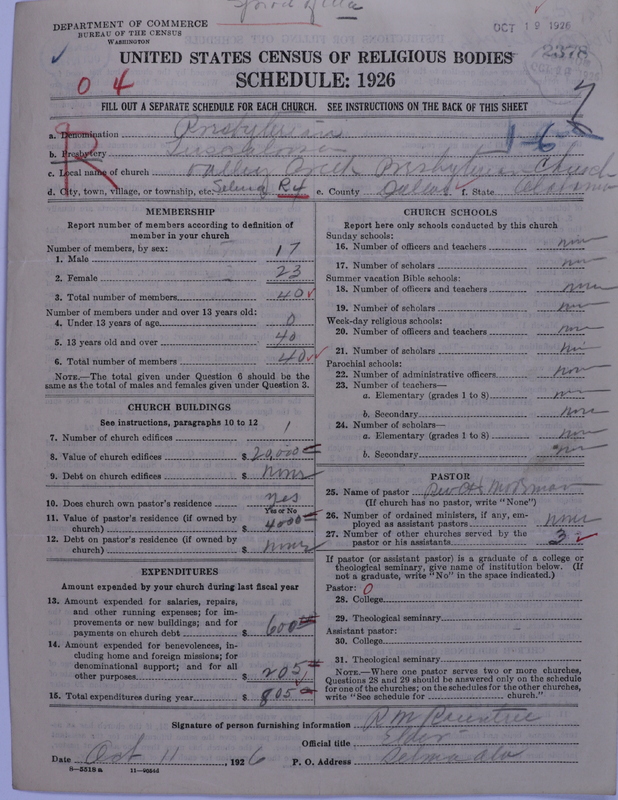 DEPARTMENT OF COMMERCE
BUREAU OF THE CENSUS
WASHINGTON
OCT 19 1926
2378
UNITED STATES CENSUS OF RELIGIOUS BODIES
SCHEDULE: 1926
0 4
FILL OUT A SEPARATE SCHEDULE FOR EACH CHURCH. SEE INSTRUCTIONS ON THE BACK OF THIS SHEET
R
1-6-
a. Denomination Presbyterian
b. Presbytery Tuscaloosa
c. Local name of church Valley Creek Presbyterian Church
d. City, town, village, or township, etc. Selma R4 e. County Dallas f. State Alabama
MEMBERSHIP
Report number of members according to definition of
member in your church
Number of members, by sex:
1. Male 17
2. Female 23
3. Total number of members 40
Number of members under and over 13 years old:
4. Under 13 years of age 0
5. 13 years old and over 40
6. Total number of members 40
NOTE.—The total given under Question 6 should be the
same as the total of males and females given under Question 3.
CHURCH BUILDINGS
See instructions, paragraphs 10 to 12
7. Number of church edifices 1
8. Value of church edifices $ 20,000
9. Debt on church edifices $ none
10. Does church own pastor's residence yes
Yes or No
11. Value of pastor's residence (if owned by
church) $ 4000
12. Debt on pastor's residence (if owned by
church) $ none
EXPENDITURES
Amount expended by your church during last fiscal year
13. Amount expended for salaries, repairs,
and other running expenses; for im-
provements or new buildings; and for
payments on church debt $ 600
14. Amount expended for benevolences, in-
cluding home and foreign missions; for
denominational support; and for all
other purposes $ 205
15. Total expenditures during year $ 805
CHURCH SCHOOLS
Report here only schools conducted by this church
Sunday schools:
16. Number of officers and teachers none
17. Number of scholars none
Summer vacation Bible schools:
18. Number of officers and teachers none
19. Number of scholars none
Week-day religious schools:
20. Number of officers and teachers none
21. Number of scholars none
Parochial schools:
22. Number of administrative officers none
23. Number of teachers—
a. Elementary (grades 1 to 8) none
b. Secondary none
24. Number of scholars—
a. Elementary (grades 1 to 8) none
b. Secondary none
PASTOR
25. Name of pastor Rev
(If church has no pastor, write "None")
26. Number of ordained ministers, if any, em-
ployed as assistant pastors none
27. Number of other churches served by the
pastor or his assistants 3
If pastor (or assistant pastor) is a graduate of a college or
theological seminary, give name of institution below. (If
not a graduate, write "No" in the space indicated.)
Pastor: 0
28. College
29. Theological seminary
Assistant pastor:
30. College
31. Theological seminary
NOTE.—Where one pastor serves two or more churches,
Questions 28 and 29 should be answered only on the schedule
for one of the churches; on the schedules for the other churches,
write "See schedule for church."
Signature of person furnishing information R M Rountree
Official title Elder
Date Oct 11, 1926 P. O. Address Selma Ala
8—5518 a 11—9054d